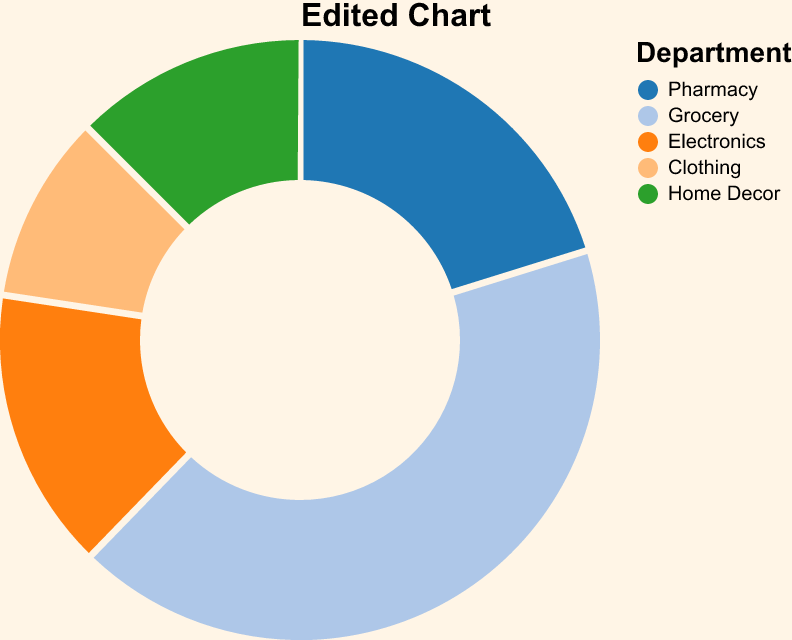 Edited Chart
Department
Pharmacy
Grocery
Electronics
Clothing
Home Decor